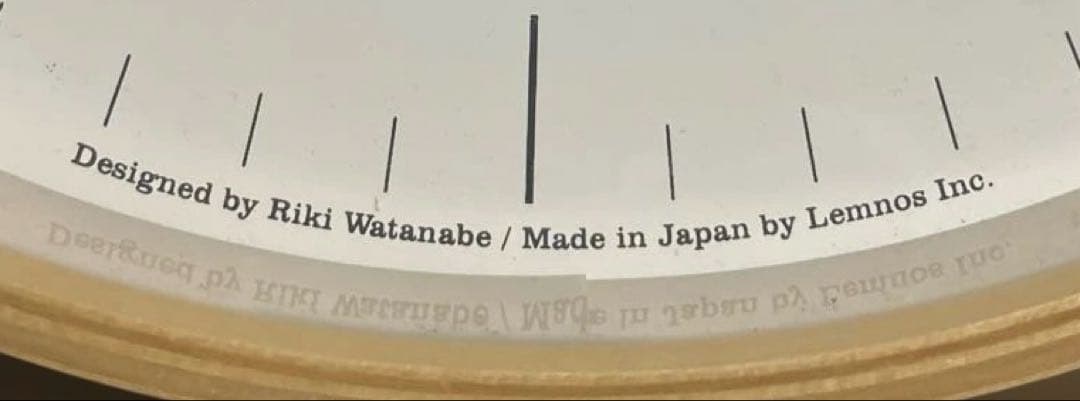 Designed by Riki Watanabe / Made in Japan by Lemnos Inc.